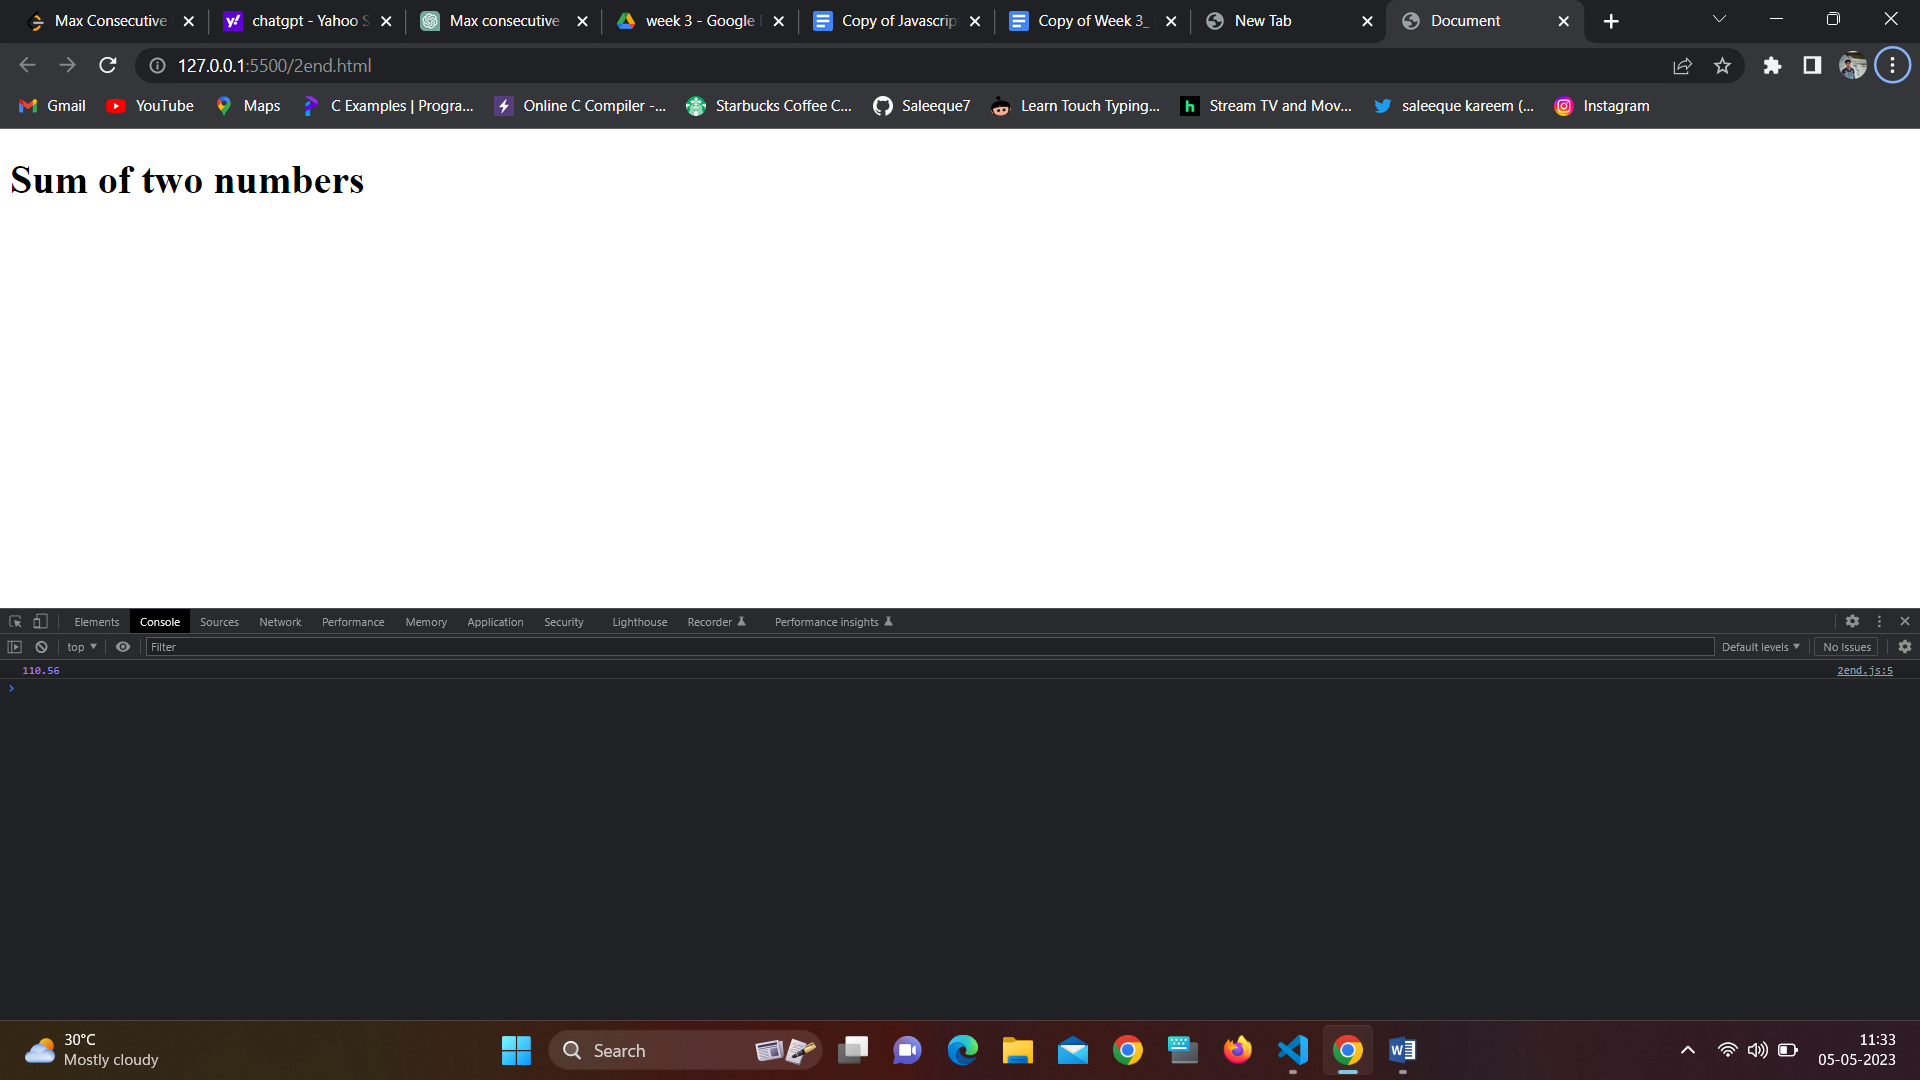 Max Consecutive
chatgpt - Yahoo S
Max consecutive
week 3 - Google
Copy of Javascrip
Copy of Week 3_
New Tab
Document
127.0.0.1:5500/2end.html
Gmail
YouTube
Maps
C Examples | Progra...
Online C Compiler -...
Starbucks Coffee C...
Saleeque7
Learn Touch Typing...
Stream TV and Mov...
saleeque kareem (...
Instagram
Sum of two numbers
Elements
Console
Sources
Network
Performance
Memory
Application
Security
Lighthouse
Recorder
Performance insights
top
Filter
Default levels
No Issues
110.56
2end.js:5
30°C
Mostly cloudy
Search
11:33
05-05-2023